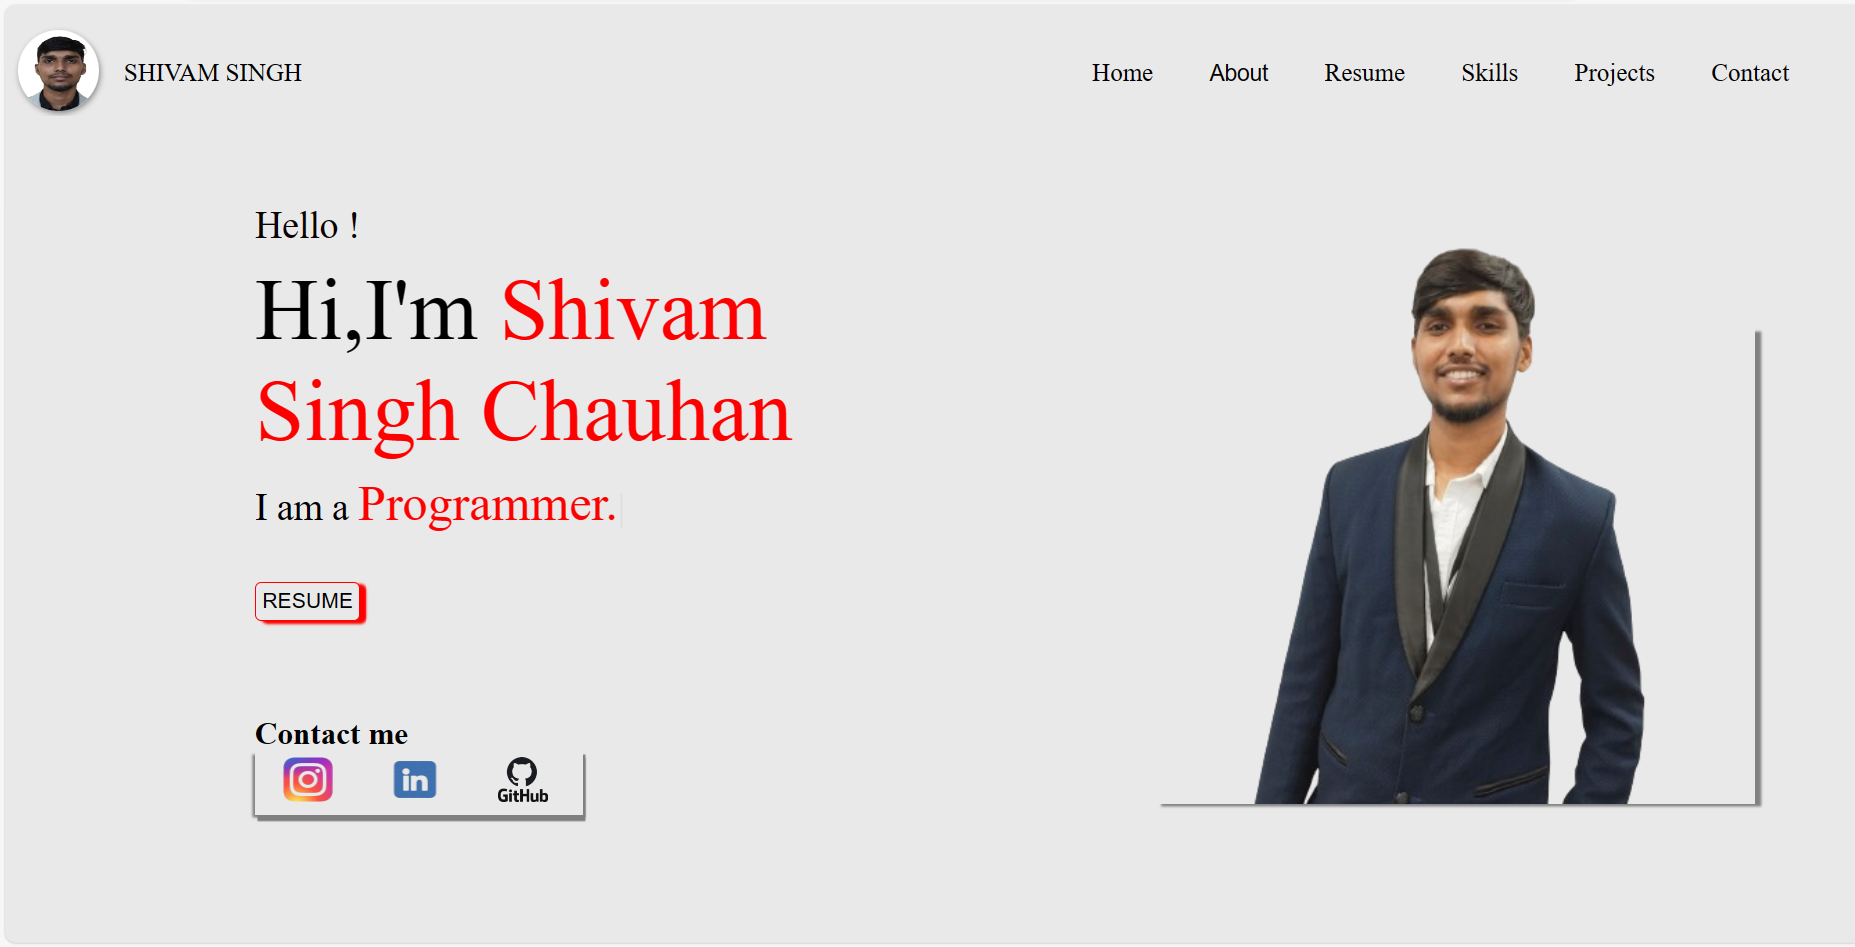 SHIVAM SINGH
Home About Resume Skills Projects Contact
Hello !
Hi,I'm Shivam
Singh Chauhan
I am a Programmer.
RESUME
Contact me
in
GitHub